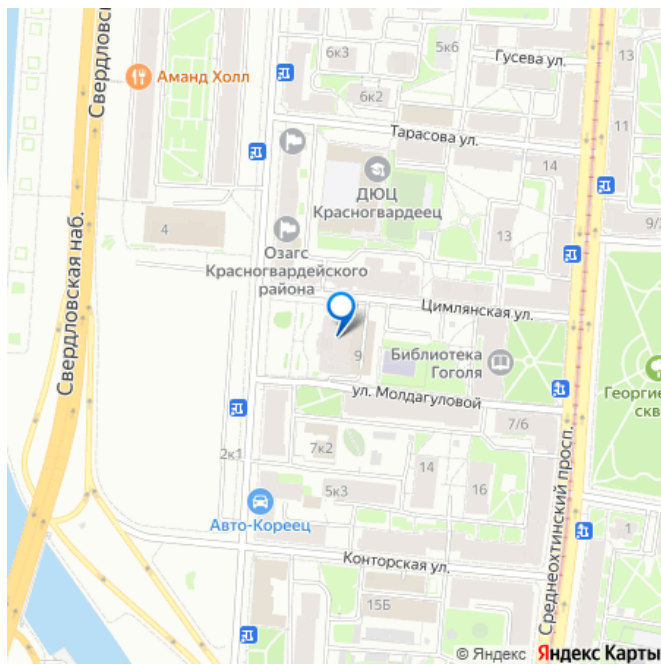 5к6
13
6к3
Гусева ул.
Свердловская
Аманд Холл
6к2
11
Тарасова ул.
14
ДЮЦ
Красногвардеец
4
13
9/
Озагс
Красногвардейского
района
Цимлянская ул.
Свердловская наб.
9
Библиотека
Гоголя
Георгие
скв
ул. Молдагуловой
7/6
7к2
2к1
14
16
5к3
Авто-Кореец
Среднеохтинский просп.
1
Конторская ул.
15Б
© Яндекс Яндекс Карты